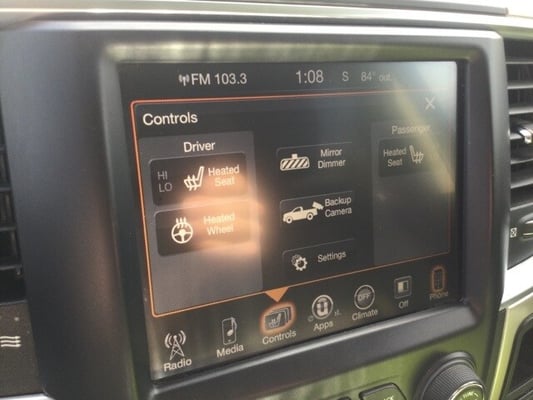 FM 103.3 1:08 S 84° out
Controls
Driver
HI
LO
Heated
Seat
Heated
Wheel
Mirror
Dimmer
Backup
Camera
Settings
Passenger
Heated
Seat
Radio
Media
Controls
Apps
OFF
Climate
Off
Phone